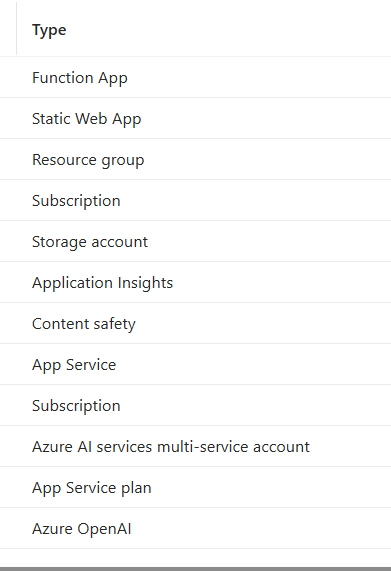 Type
Function App
Static Web App
Resource group
Subscription
Storage account
Application Insights
Content safety
App Service
Subscription
Azure AI services multi-service account
App Service plan
Azure OpenAI